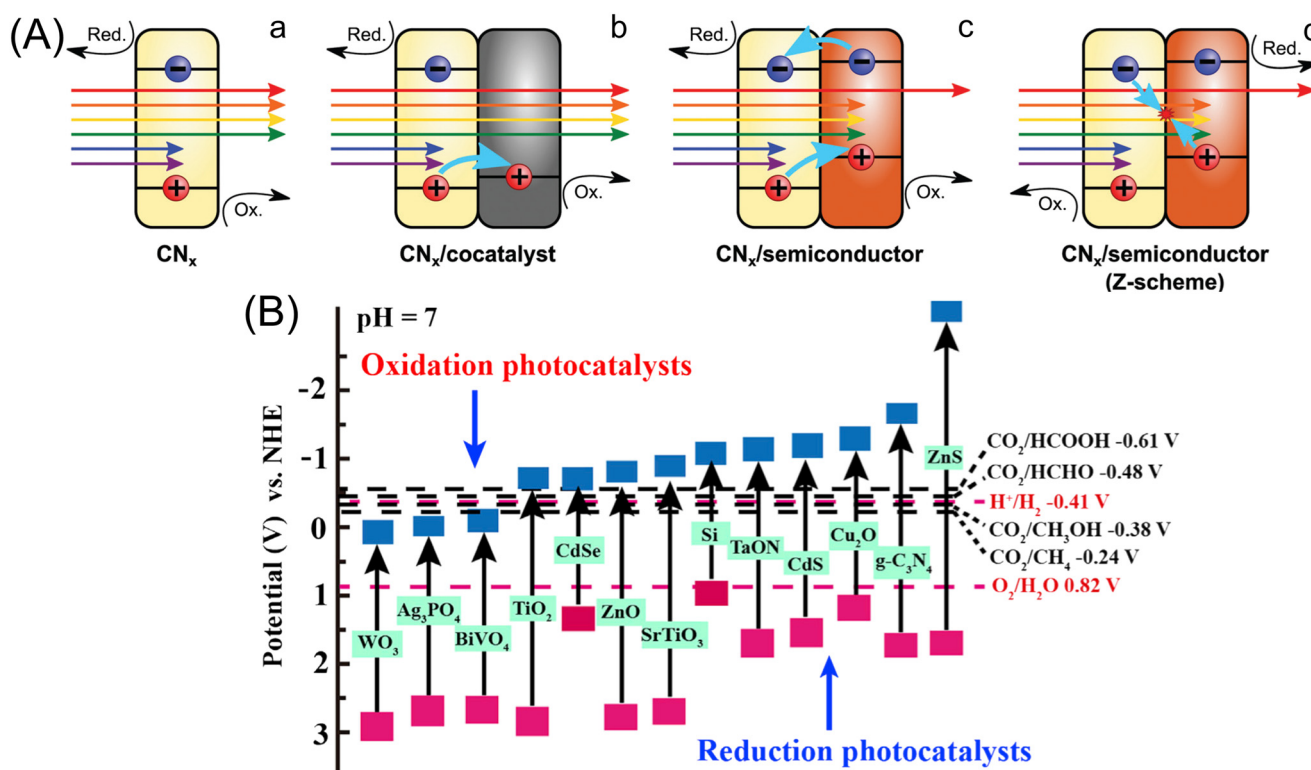 (A)
a
b
c
d
Red.
Red.
Red.
Red.
Ox.
Ox.
Ox.
Ox.
− − − − − −
+ + + + + +
CNx
CNx/cocatalyst
CNx/semiconductor
CNx/semiconductor
(Z-scheme)
(B)
pH = 7
Oxidation photocatalysts
Potential (V) vs. NHE
-2
-1
0
1
2
3
WO3
Ag3PO4
BiVO4
TiO2
CdSe
ZnO
SrTiO3
Si
TaON
CdS
Cu2O
g-C3N4
ZnS
CO2/HCOOH -0.61 V
CO2/HCHO -0.48 V
H+/H2 -0.41 V
CO2/CH3OH -0.38 V
CO2/CH4 -0.24 V
O2/H2O 0.82 V
Reduction photocatalysts